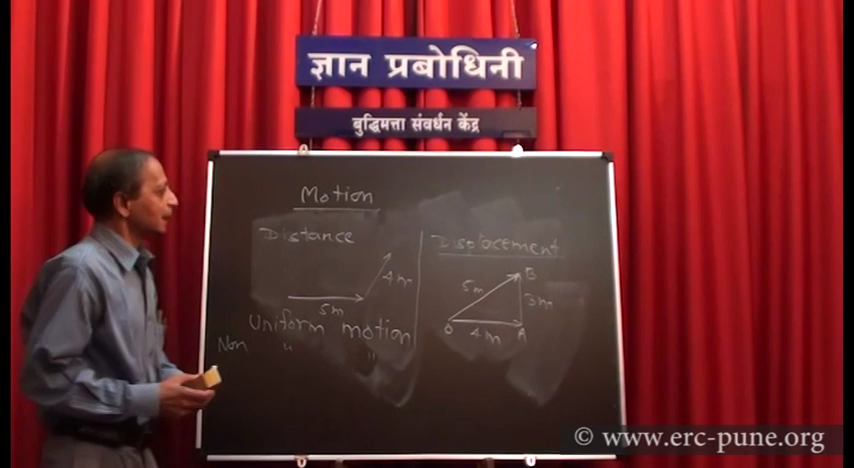 ज्ञान प्रबोधिनी
बुद्धिमत्ता संवर्धन केंद्र
Motion
Distance
4m
5m
Uniform motion
Non " "
Displacement
B
5m
3m
O
4m
A
© www.erc-pune.org